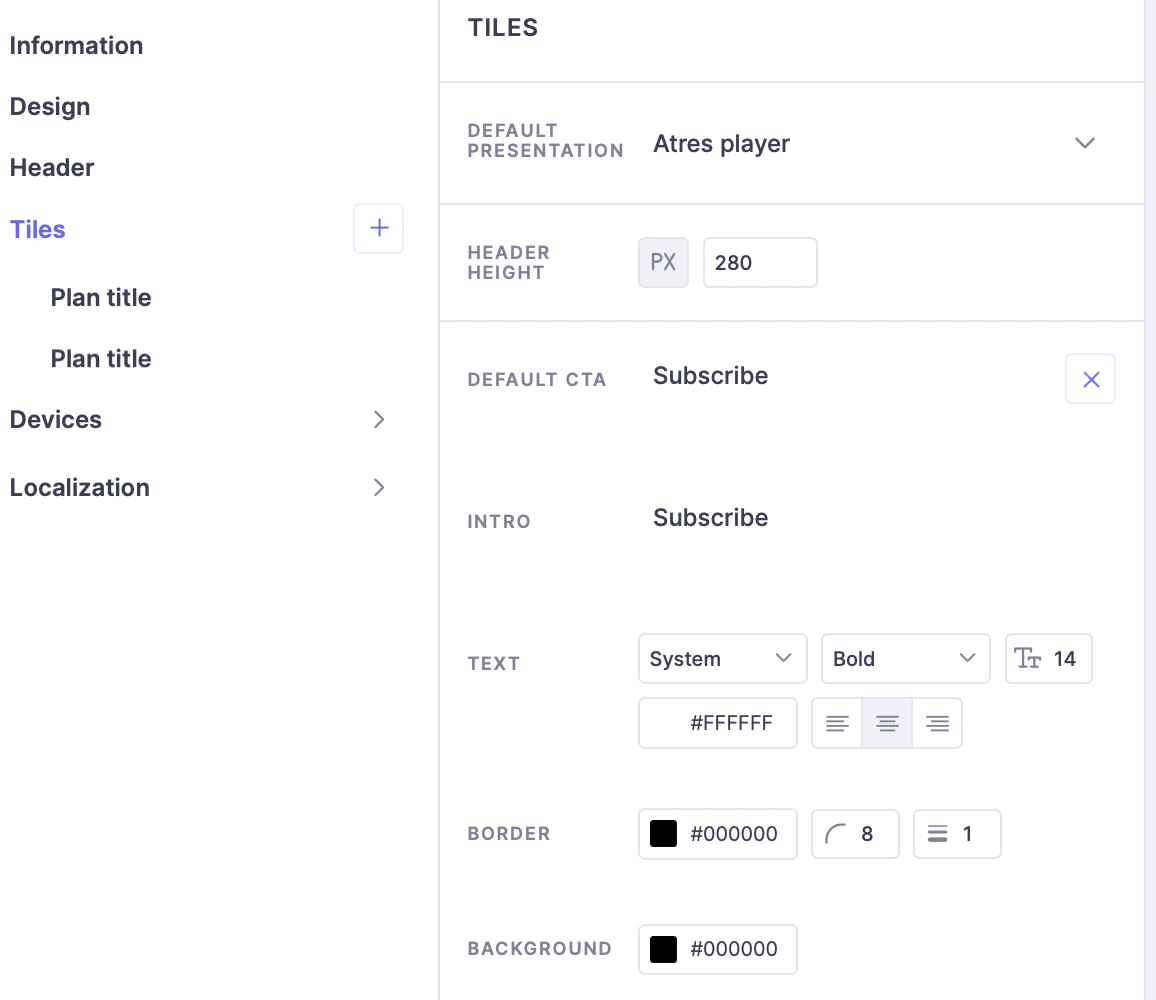 Information
Design
Header
Tiles
Plan title
Plan title
Devices
Localization
TILES
DEFAULT
PRESENTATION
Atres player
HEADER
HEIGHT
PX
280
DEFAULT CTA
Subscribe
INTRO
Subscribe
TEXT
System
Bold
Tт 14
#FFFFFF
BORDER
#000000
8
1
BACKGROUND
#000000